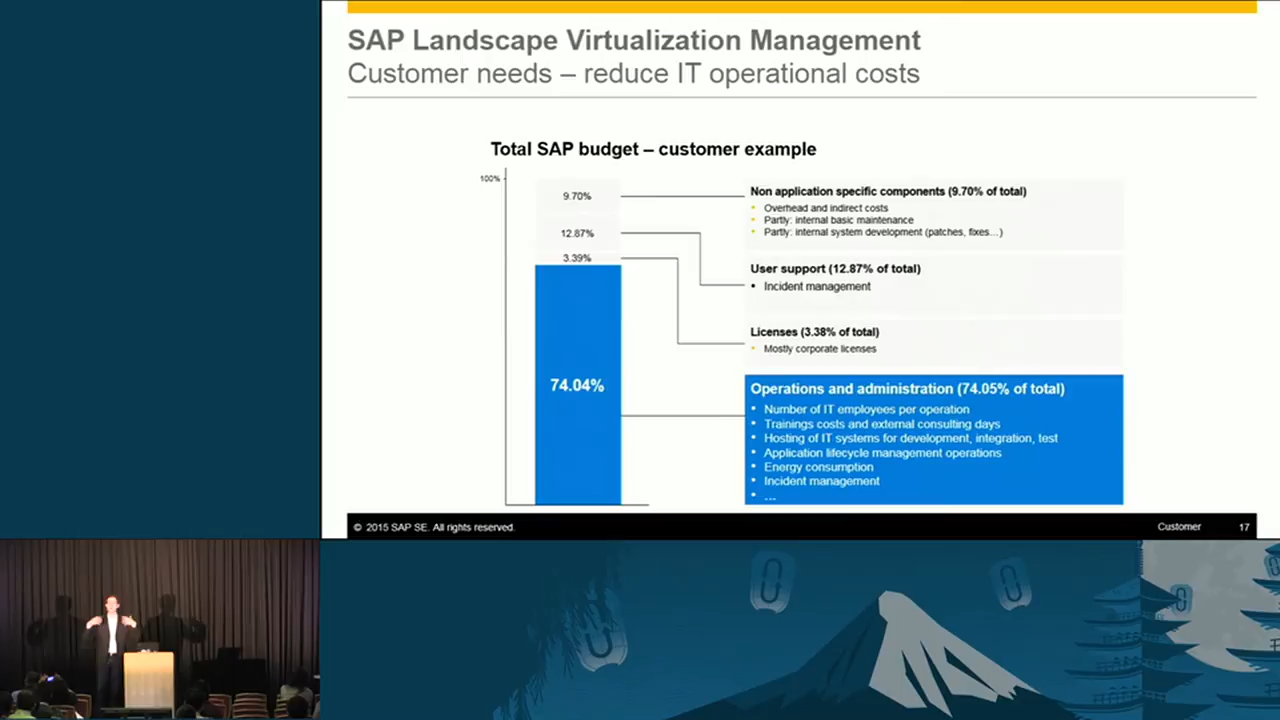 SAP Landscape Virtualization Management
Customer needs – reduce IT operational costs
Total SAP budget – customer example
100%
9.70%
12.87%
3.39%
74.04%
Non application specific components (9.70% of total)
• Overhead and indirect costs
• Partly: internal basic maintenance
• Partly: internal system development (patches, fixes…)
User support (12.87% of total)
• Incident management
Licenses (3.38% of total)
• Mostly corporate licenses
Operations and administration (74.05% of total)
• Number of IT employees per operation
• Trainings costs and external consulting days
• Hosting of IT systems for development, integration, test
• Application lifecycle management operations
• Energy consumption
• Incident management
• …
© 2015 SAP SE. All rights reserved.
Customer
17